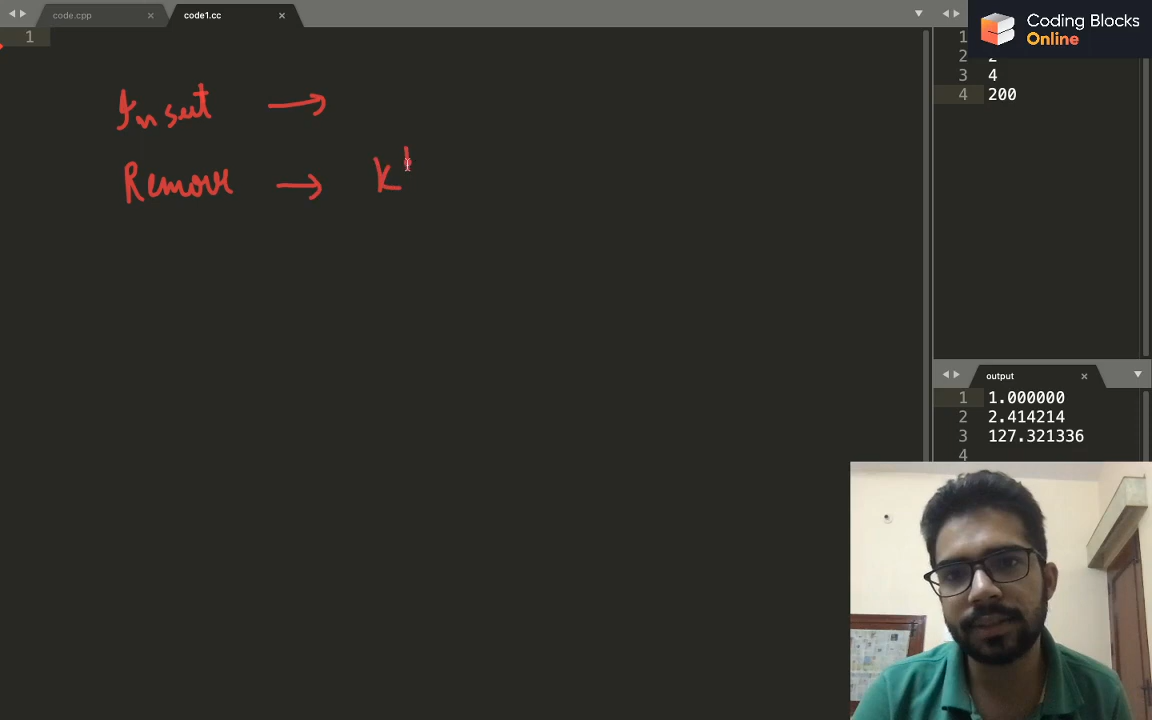 code.cpp
code1.cc
Coding Blocks
Online
1
Insert →
Remove → K
1
2
2
3 4
4 200
output
1 1.000000
2 2.414214
3 127.321336
4